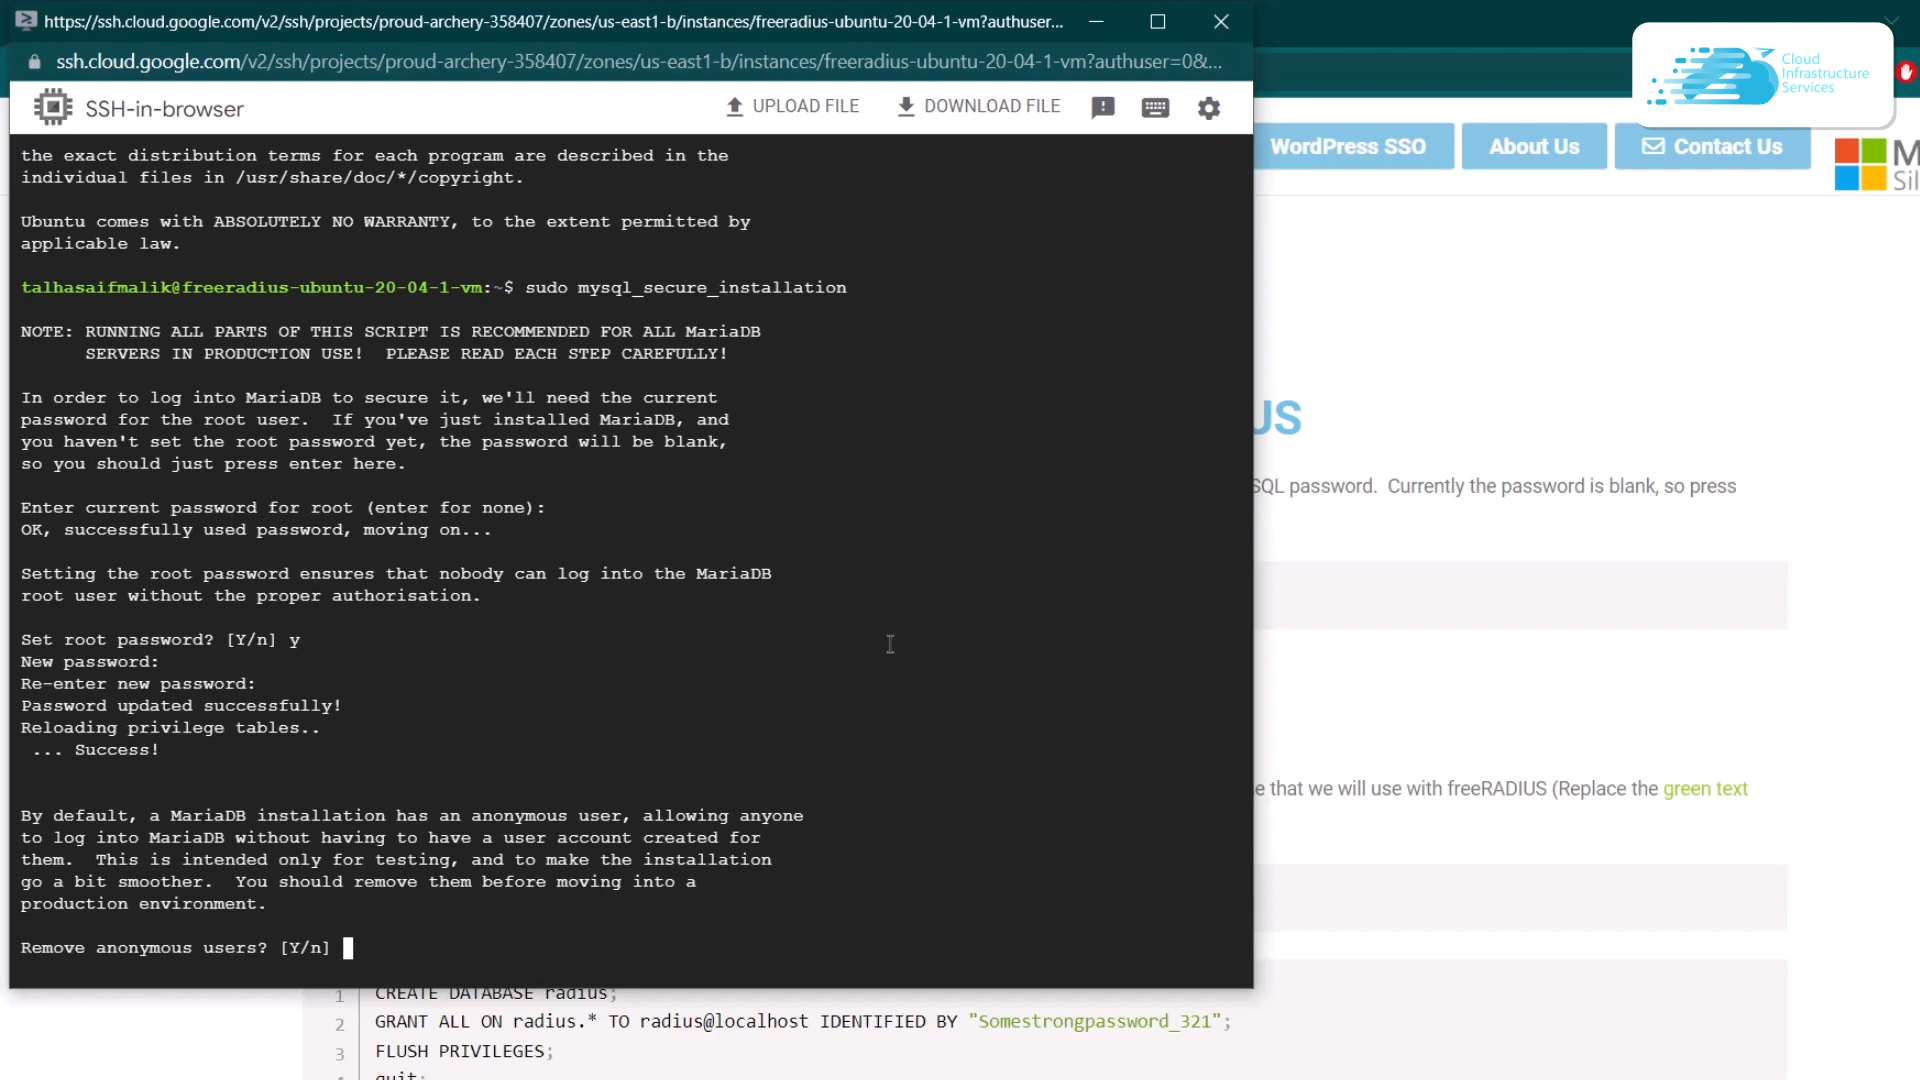 https://ssh.cloud.google.com/v2/ssh/projects/proud-archery-358407/zones/us-east1-b/instances/freeradius-ubuntu-20-04-1-vm?authuser...
ssh.cloud.google.com/v2/ssh/projects/proud-archery-358407/zones/us-east1-b/instances/freeradius-ubuntu-20-04-1-vm?authuser=0&...
Cloud
Infrastructure
Services
SSH-in-browser
UPLOAD FILE
DOWNLOAD FILE
WordPress SSO
About Us
Contact Us
M
Sil
the exact distribution terms for each program are described in the
individual files in /usr/share/doc/*/copyright.
Ubuntu comes with ABSOLUTELY NO WARRANTY, to the extent permitted by
applicable law.
talhasaifmalik@freeradius-ubuntu-20-04-1-vm:~$ sudo mysql_secure_installation
NOTE: RUNNING ALL PARTS OF THIS SCRIPT IS RECOMMENDED FOR ALL MariaDB
SERVERS IN PRODUCTION USE!  PLEASE READ EACH STEP CAREFULLY!
In order to log into MariaDB to secure it, we'll need the current
password for the root user.  If you've just installed MariaDB, and
you haven't set the root password yet, the password will be blank,
so you should just press enter here.
Enter current password for root (enter for none):
OK, successfully used password, moving on...
Setting the root password ensures that nobody can log into the MariaDB
root user without the proper authorisation.
Set root password? [Y/n] y
New password:
Re-enter new password:
Password updated successfully!
Reloading privilege tables..
... Success!
By default, a MariaDB installation has an anonymous user, allowing anyone
to log into MariaDB without having to have a user account created for
them.  This is intended only for testing, and to make the installation
go a bit smoother.  You should remove them before moving into a
production environment.
Remove anonymous users? [Y/n]
US
SQL password.  Currently the password is blank, so press
e that we will use with freeRADIUS (Replace the green text
1 CREATE DATABASE radius;
2 GRANT ALL ON radius.* TO radius@localhost IDENTIFIED BY "Somestrongpassword_321";
3 FLUSH PRIVILEGES;
quit;